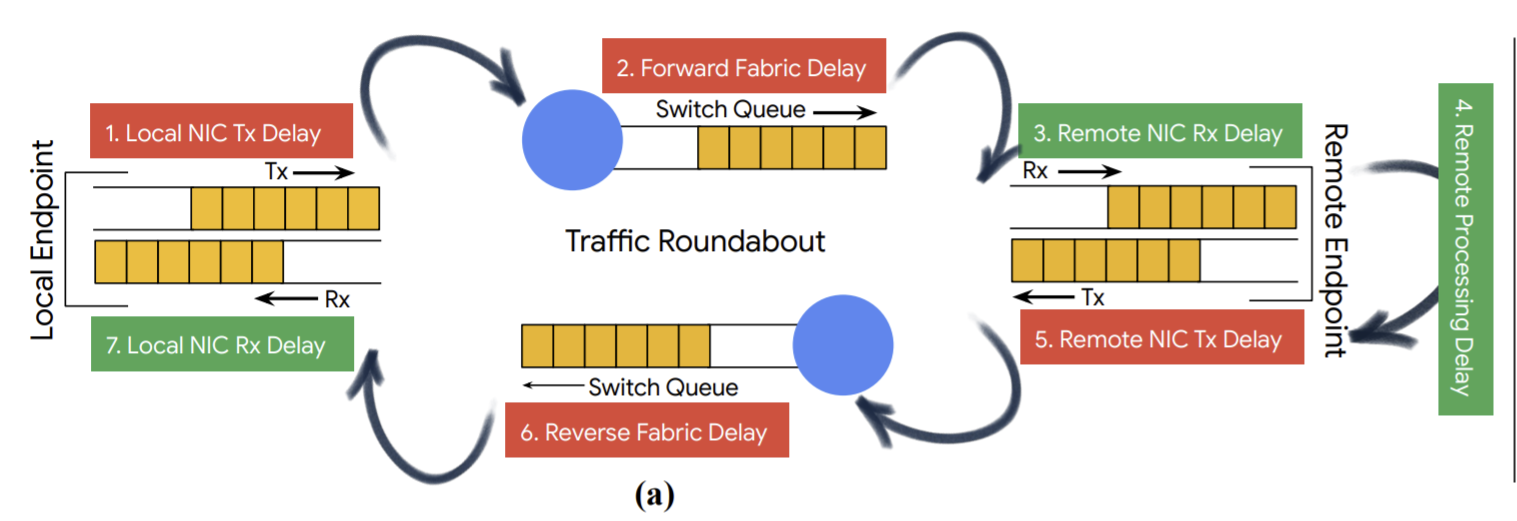 Local Endpoint
1. Local NIC Tx Delay
Tx
Rx
7. Local NIC Rx Delay
2. Forward Fabric Delay
Switch Queue
Traffic Roundabout
Switch Queue
6. Reverse Fabric Delay
3. Remote NIC Rx Delay
Rx
Tx
5. Remote NIC Tx Delay
Remote Endpoint
4. Remote Processing Delay
(a)